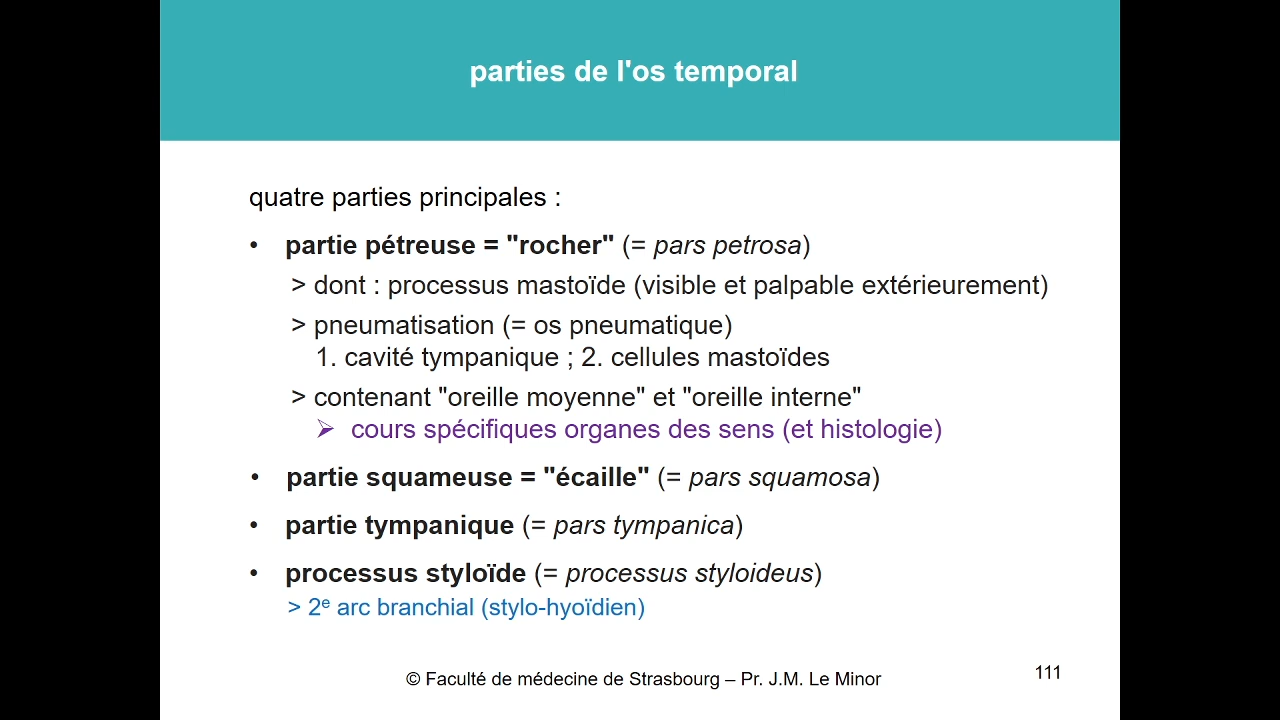 parties de l'os temporal
quatre parties principales :
• partie pétreuse = "rocher" (= pars petrosa)
> dont : processus mastoïde (visible et palpable extérieurement)
> pneumatisation (= os pneumatique)
1. cavité tympanique ; 2. cellules mastoïdes
> contenant "oreille moyenne" et "oreille interne"
➢ cours spécifiques organes des sens (et histologie)
• partie squameuse = "écaille" (= pars squamosa)
• partie tympanique (= pars tympanica)
• processus styloïde (= processus styloideus)
> 2e arc branchial (stylo-hyoïdien)
© Faculté de médecine de Strasbourg – Pr. J.M. Le Minor
111